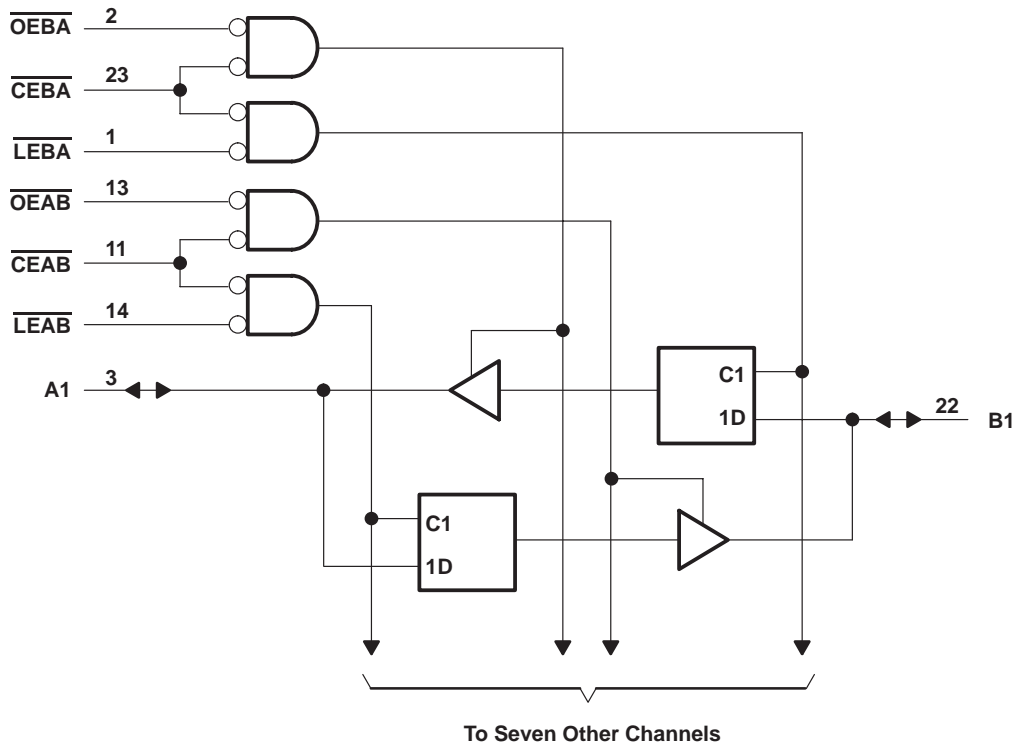 OEBA 2
CEBA 23
LEBA 1
OEAB 13
CEAB 11
LEAB 14
A1 3
C1
1D
22 B1
C1
1D
To Seven Other Channels